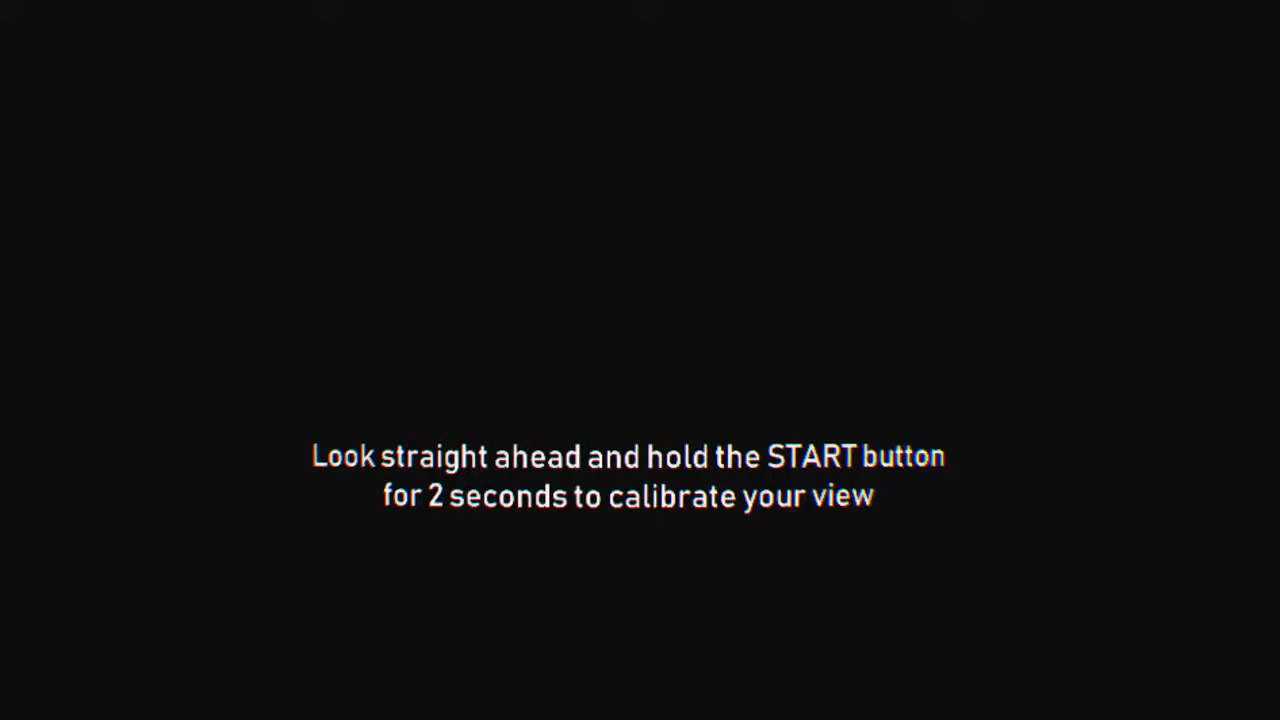 Look straight ahead and hold the START button
for 2 seconds to calibrate your view